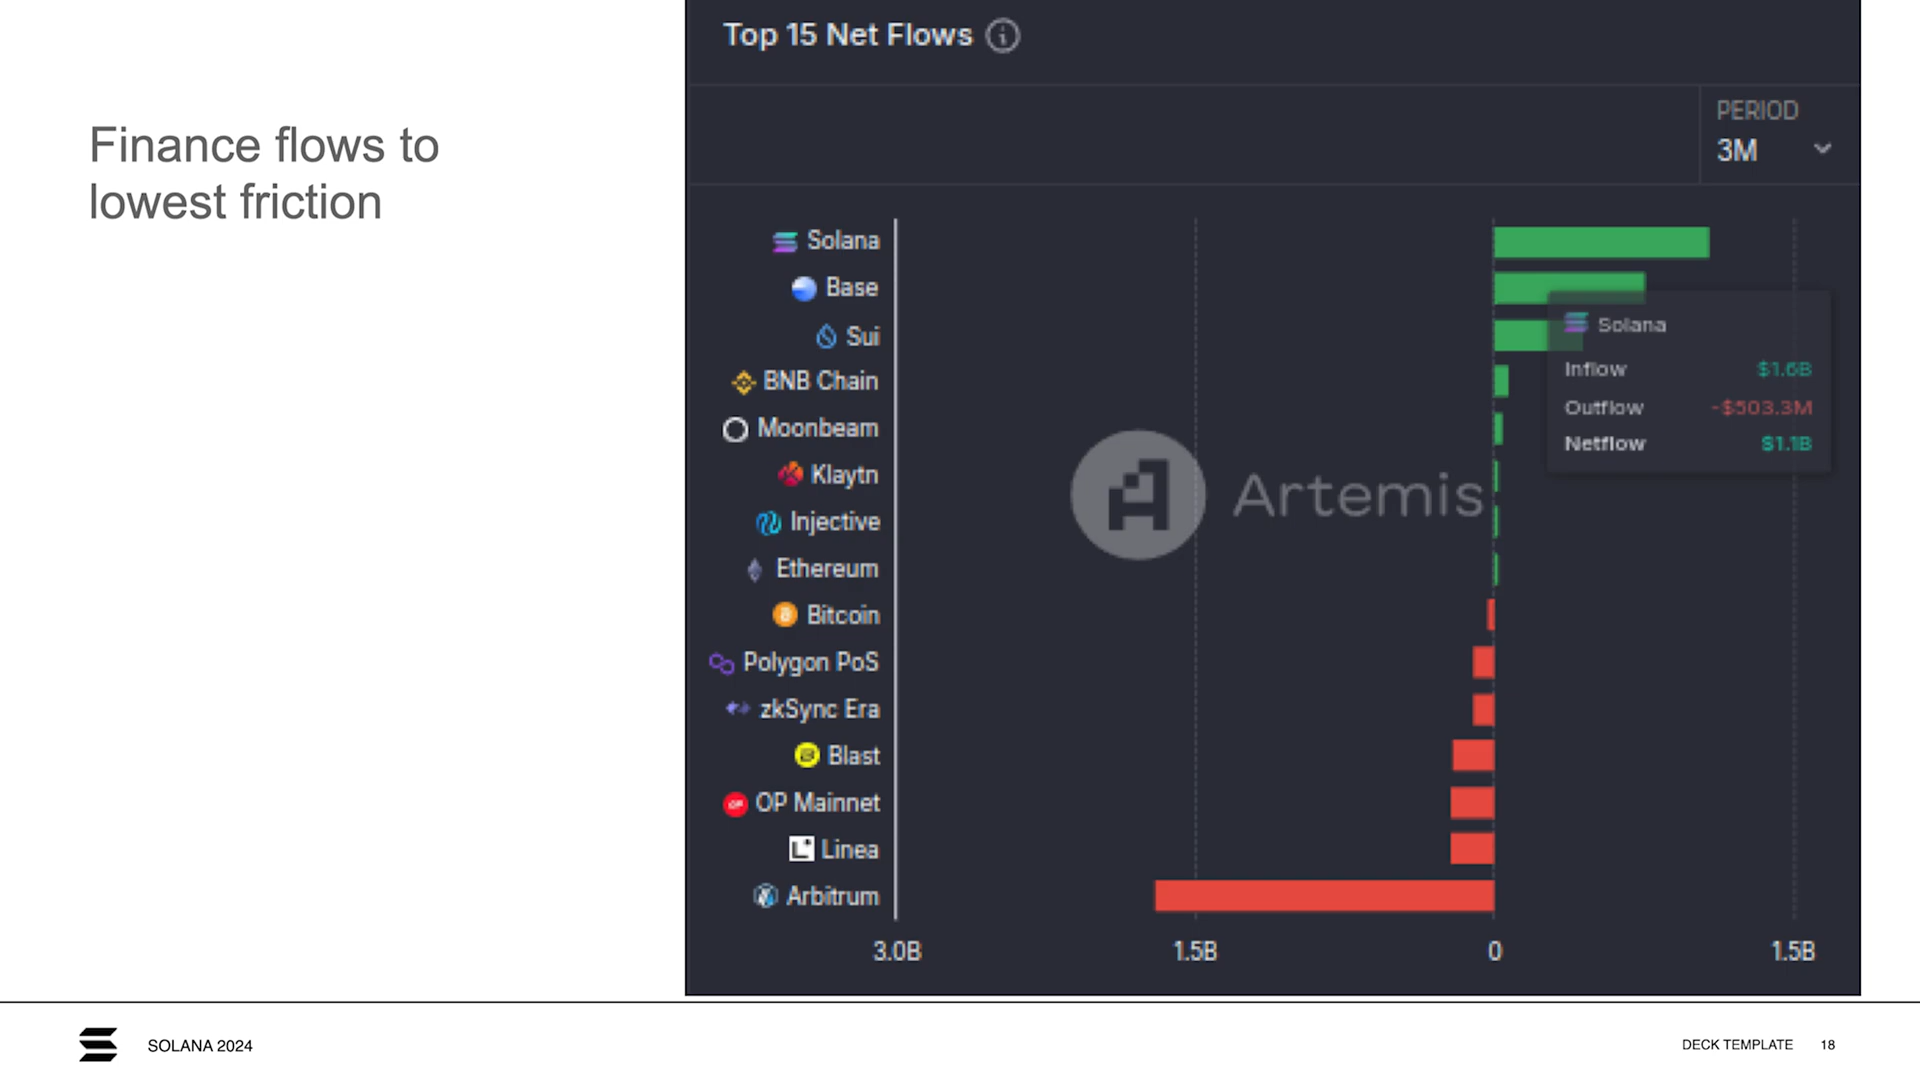 Finance flows to
lowest friction
Top 15 Net Flows
PERIOD
3M
Solana
Base
Sui
BNB Chain
Moonbeam
Klaytn
Injective
Ethereum
Bitcoin
Polygon PoS
zkSync Era
Blast
OP Mainnet
Linea
Arbitrum
Solana
Inflow $1.6B
Outflow -$503.3M
Netflow $1.1B
Artemis
3.0B 1.5B 0 1.5B
SOLANA 2024
DECK TEMPLATE 18